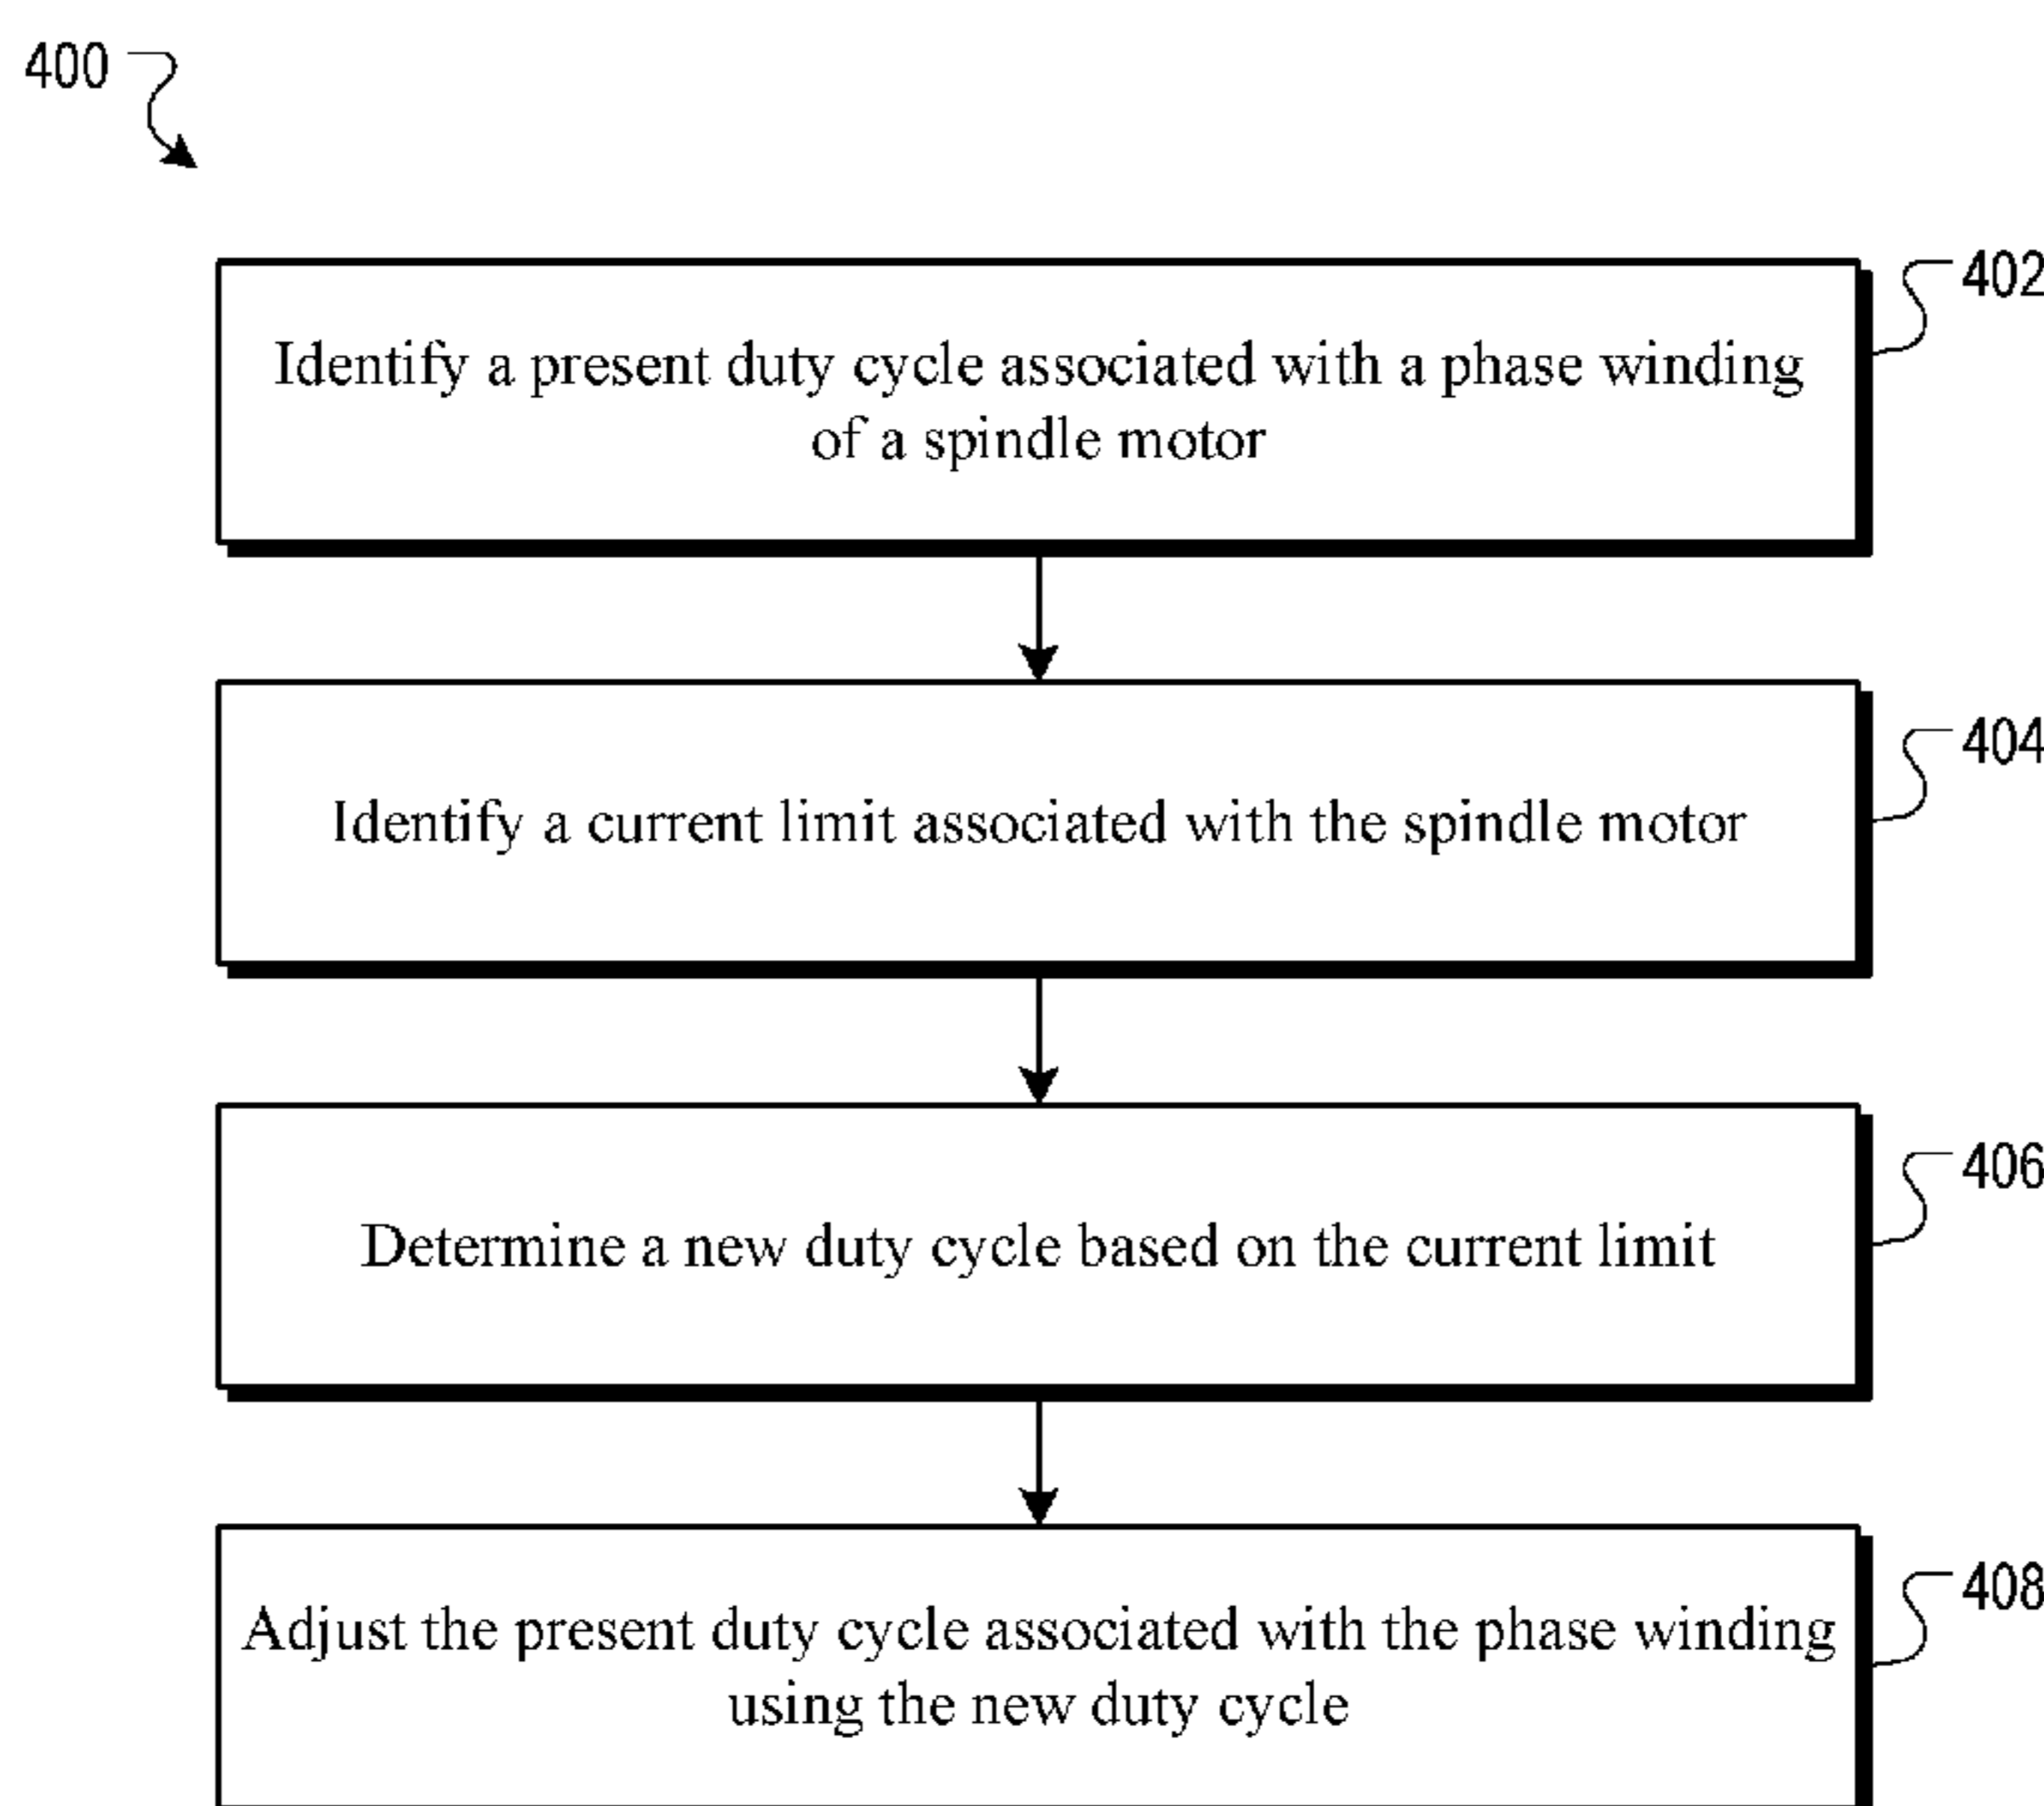 400
402
Identify a present duty cycle associated with a phase winding
of a spindle motor
404
Identify a current limit associated with the spindle motor
406
Determine a new duty cycle based on the current limit
408
Adjust the present duty cycle associated with the phase winding
using the new duty cycle